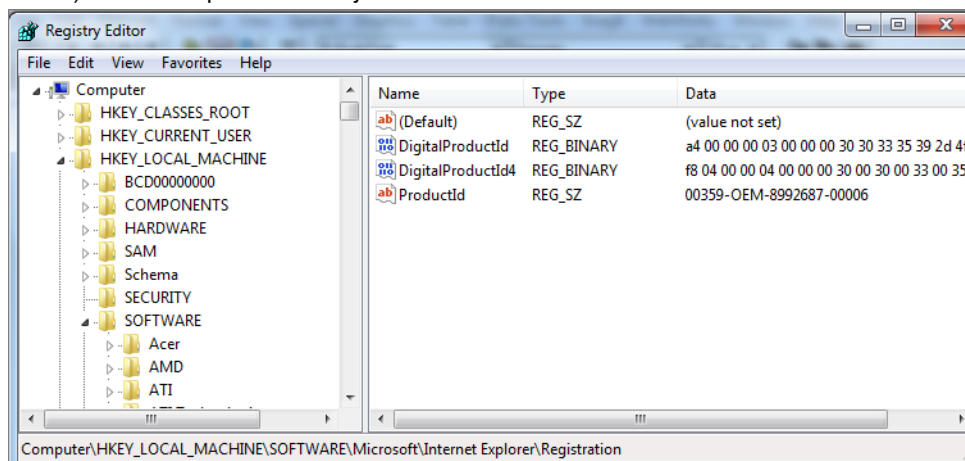 Registry Editor
File Edit View Favorites Help
Computer
HKEY_CLASSES_ROOT
HKEY_CURRENT_USER
HKEY_LOCAL_MACHINE
BCD00000000
COMPONENTS
HARDWARE
SAM
Schema
SECURITY
SOFTWARE
Acer
AMD
ATI
Name Type Data
(Default) REG_SZ (value not set)
DigitalProductId REG_BINARY a4 00 00 00 03 00 00 00 30 30 33 35 39 2d
DigitalProductId4 REG_BINARY f8 04 00 00 04 00 00 00 30 00 30 00 33 00 35
ProductId REG_SZ 00359-OEM-8992687-00006
Computer\HKEY_LOCAL_MACHINE\SOFTWARE\Microsoft\Internet Explorer\Registration